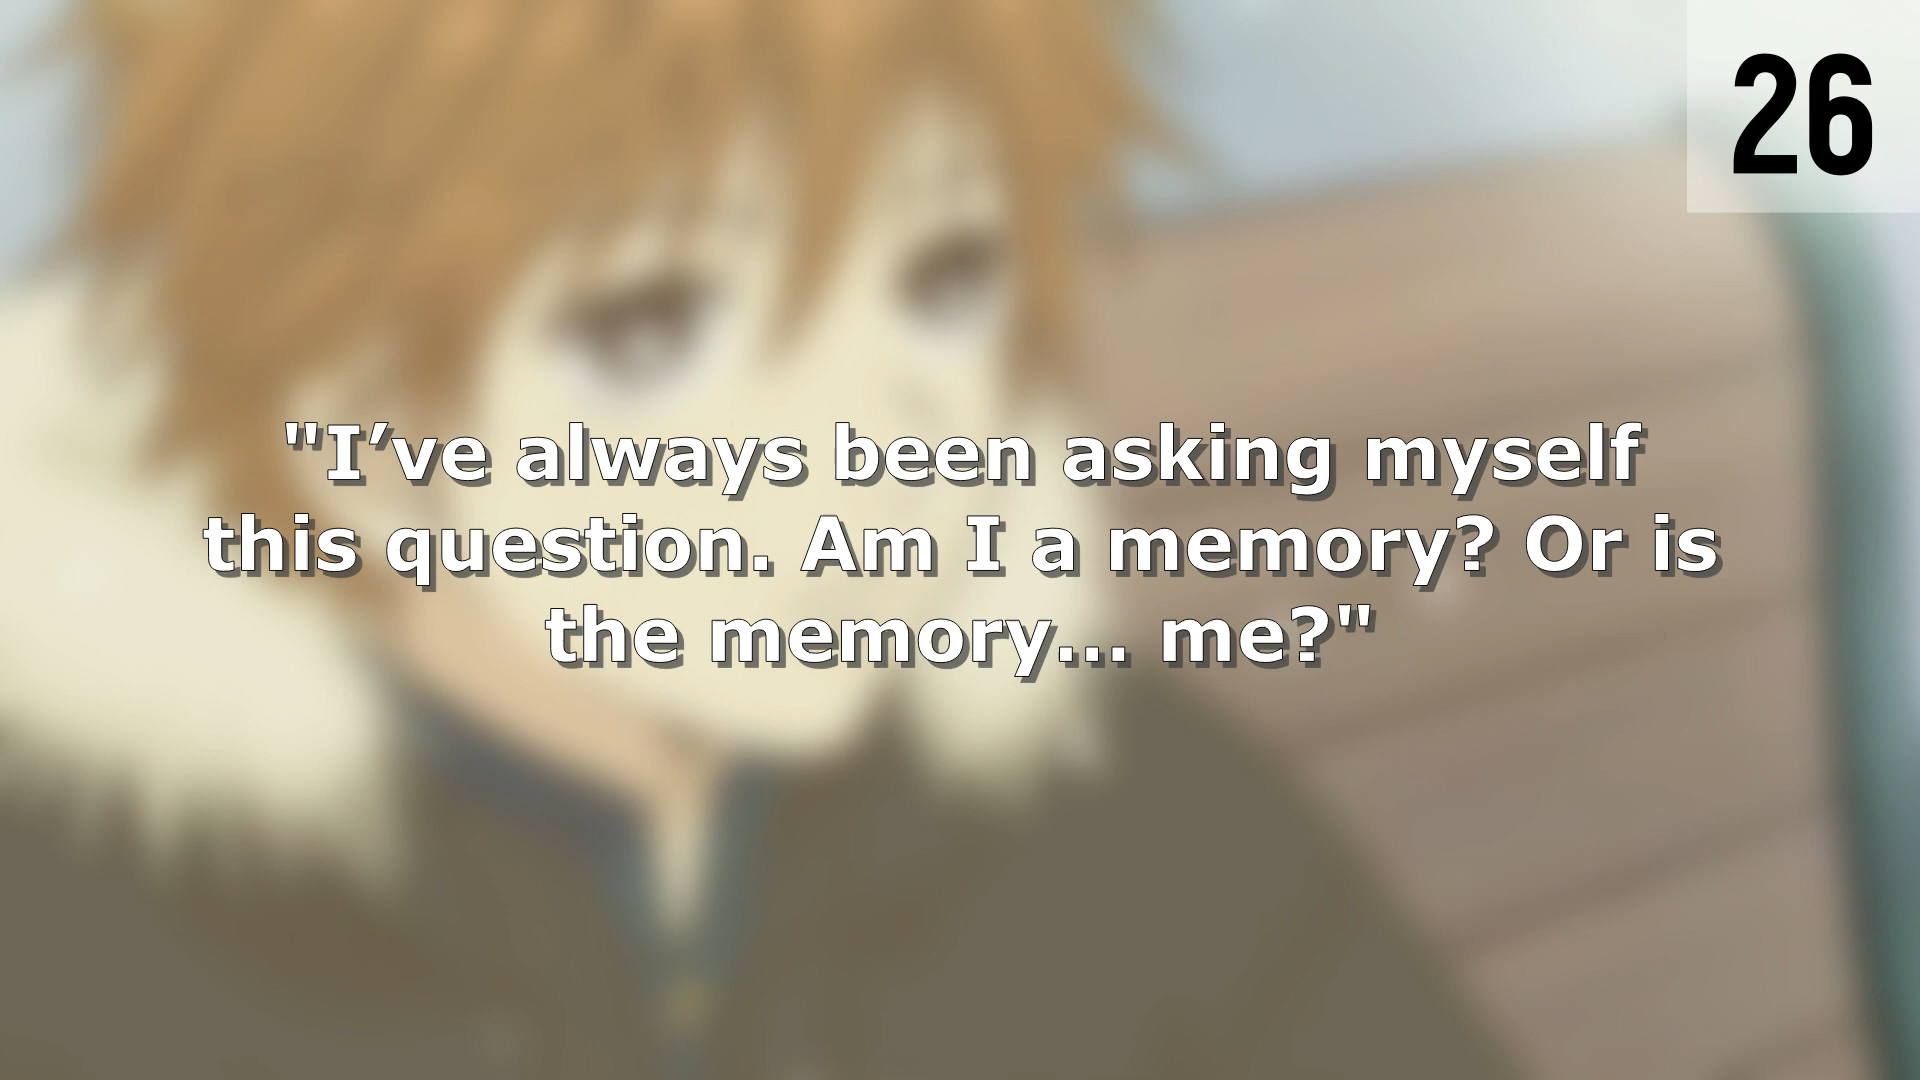 26
"I’ve always been asking myself
this question. Am I a memory? Or is
the memory... me?"